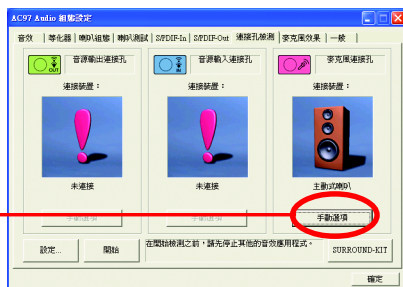 AC97 Audio 組態設定
音效 | 等化器 | 喇叭組態 | 喇叭測試 | S/PDIF-In | S/PDIF-Out 連接孔檢測 | 麥克風效果 | 一般 |
OUT 音源輸出連接孔 IN 音源輸入連接孔 麥克風連接孔
連接裝置： 連接裝置： 連接裝置：
未連接 未連接 主動式喇叭
手動選項 手動選項 手動選項
設定... 開始 在開始檢測之前，請先停止其他的音效應用程式。 SURROUND-KIT
確定